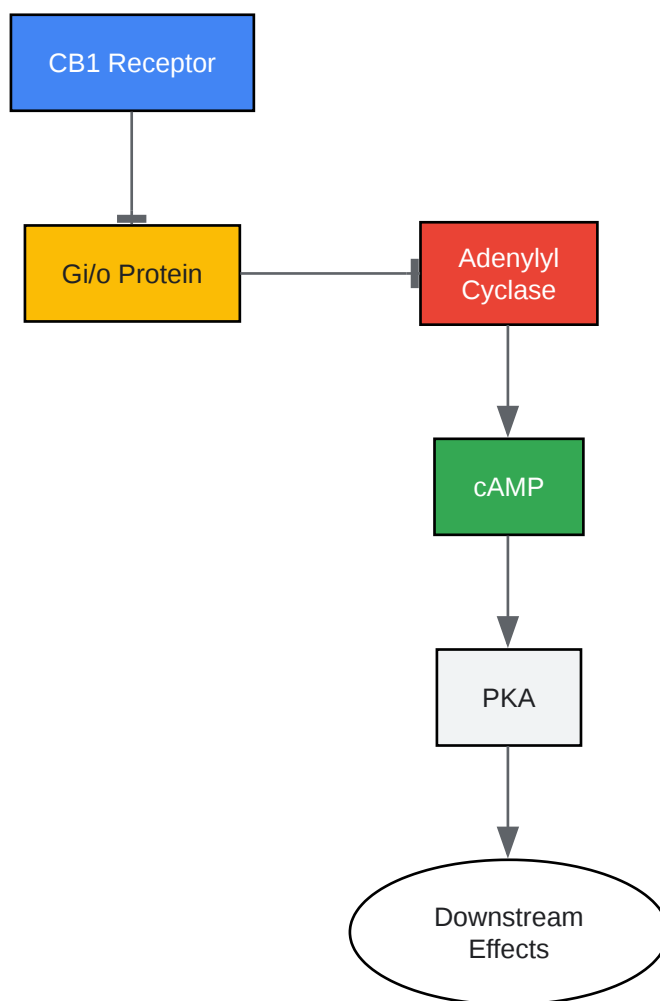 CB1 Receptor
Gi/o Protein
Adenylyl
Cyclase
cAMP
PKA
Downstream
Effects